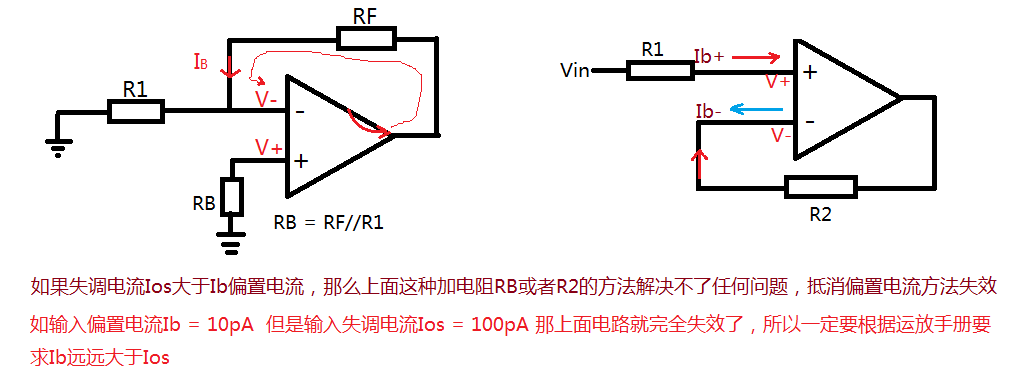 RF
IB
R1
V-
-
V+
+
RB
RB = RF//R1
R1
Ib+
Vin
V+
+
Ib-
-
V-
R2
如果失调电流Ios大于Ib偏置电流，那么上面这种加电阻RB或者R2的方法解决不了任何问题，抵消偏置电流方法失效
如输入偏置电流Ib = 10pA 但是输入失调电流Ios = 100pA 那上面电路就完全失效了，所以一定要根据运放手册要
求Ib远远大于Ios